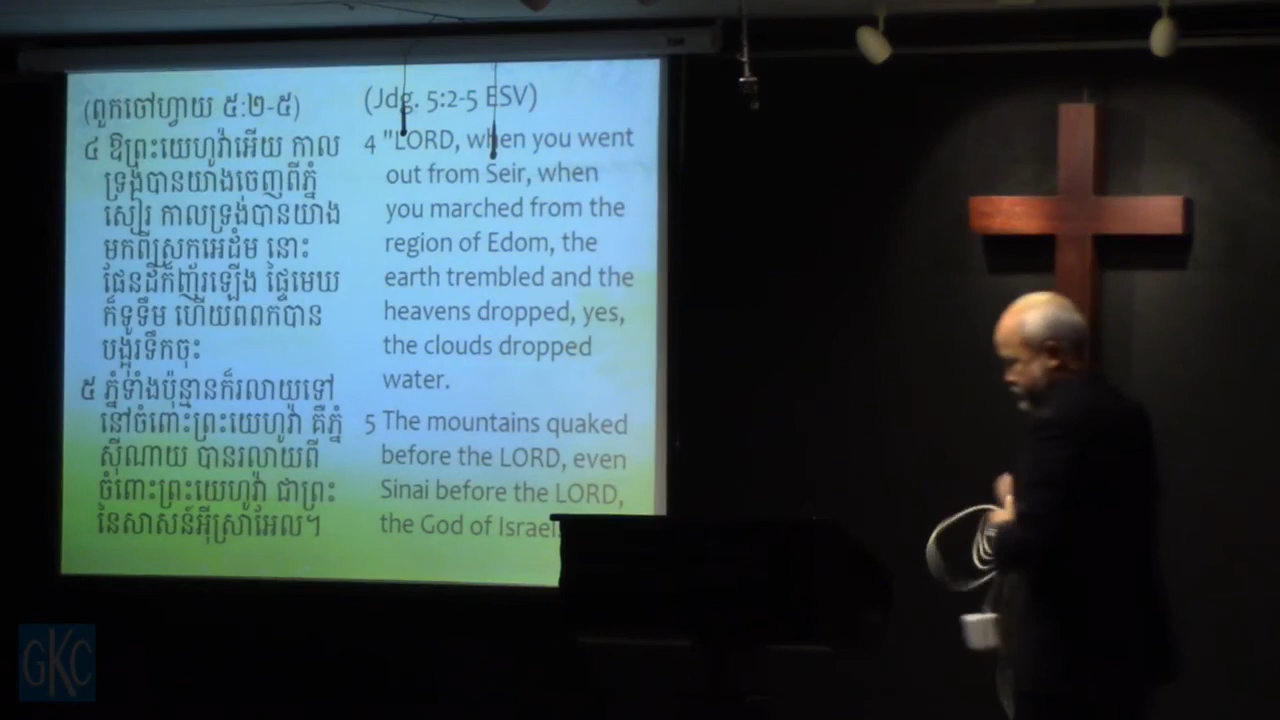 (ពួកចៅហ្វាយ ៥:២-៥)
៤ ឱព្រះយេហូវ៉ាអើយ កាល
ទ្រង់បានយាងចេញពីភ្នំ
សៀរ កាលទ្រង់បានយាង
មកពីស្រុកអេដំម នោះ
ផែនដីក៏ញ័រឡើង ផ្ទៃមេឃ
ក៏ទូទឹម ហើយពពកបាន
បង្អុរទឹកចុះ
៥ ភ្នំទាំងប៉ុន្មានក៏រលាយទៅ
នៅចំពោះព្រះយេហូវ៉ា គឺភ្នំ
ស៊ីណាយ បានរលាយពី
ចំពោះព្រះយេហូវ៉ា ជាព្រះ
នៃសាសន៍អ៊ីស្រាអែល។
(Jdg. 5:2-5 ESV)
4 "LORD, when you went
out from Seir, when
you marched from the
region of Edom, the
earth trembled and the
heavens dropped, yes,
the clouds dropped
water.
5 The mountains quaked
before the LORD, even
Sinai before the LORD,
the God of Israel.
GKC